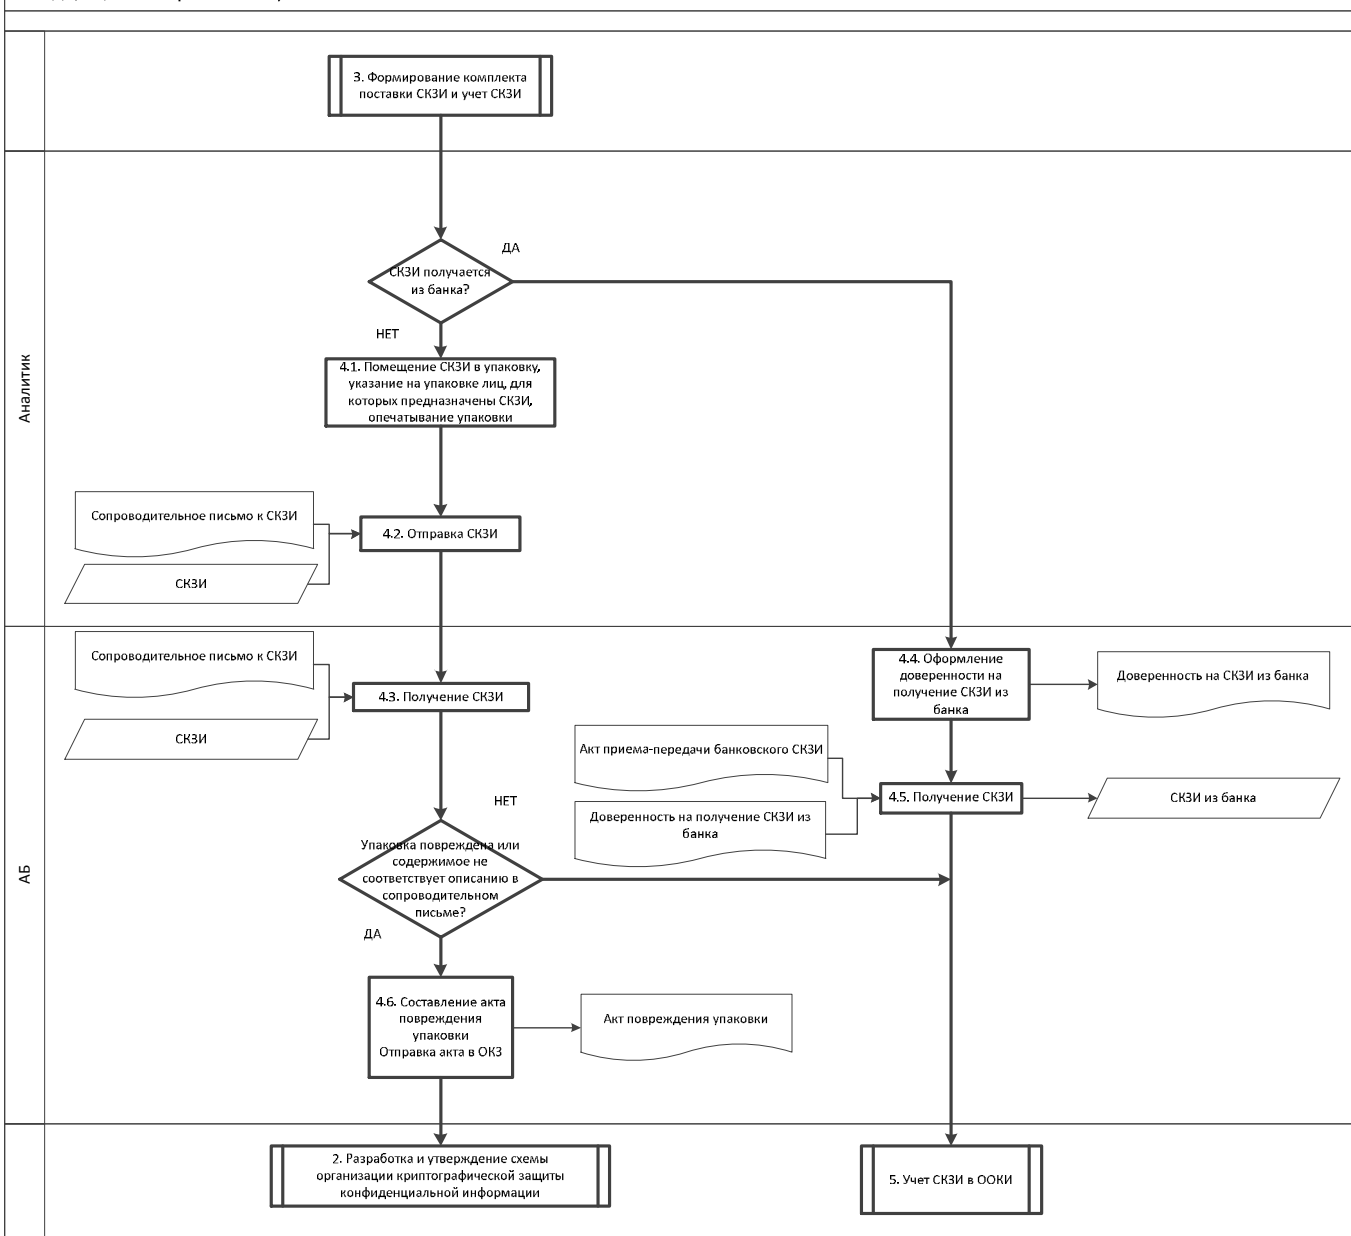 3. Формирование комплекта
поставки СКЗИ и учет СКЗИ
ДА
СКЗИ получается
из банка?
НЕТ
Аналитик
4.1. Помещение СКЗИ в упаковку,
указание на упаковке лиц, для
которых предназначены СКЗИ,
опечатывание упаковки
Сопроводительное письмо к СКЗИ
4.2. Отправка СКЗИ
СКЗИ
Сопроводительное письмо к СКЗИ
4.3. Получение СКЗИ
СКЗИ
4.4. Оформление
доверенности на
получение СКЗИ из
банка
Доверенность на СКЗИ из банка
Акт приема-передачи банковского СКЗИ
4.5. Получение СКЗИ
СКЗИ из банка
Доверенность на получение СКЗИ из
банка
НЕТ
АБ
Упаковка повреждена или
содержимое не
соответствует описанию в
сопроводительном
письме?
ДА
4.6. Составление акта
повреждения
упаковки
Отправка акта в ОКЗ
Акт повреждения упаковки
2. Разработка и утверждение схемы
организации криптографической защиты
конфиденциальной информации
5. Учет СКЗИ в ООКИ